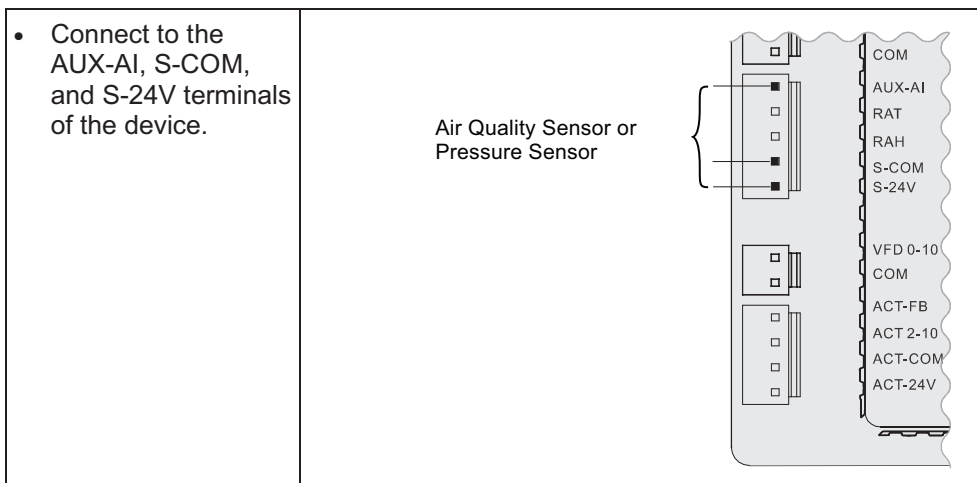 • Connect to the
AUX-AI, S-COM,
and S-24V terminals
of the device.
Air Quality Sensor or
Pressure Sensor
COM
AUX-AI
RAT
RAH
S-COM
S-24V
VFD 0-10
COM
ACT-FB
ACT 2-10
ACT-COM
ACT-24V